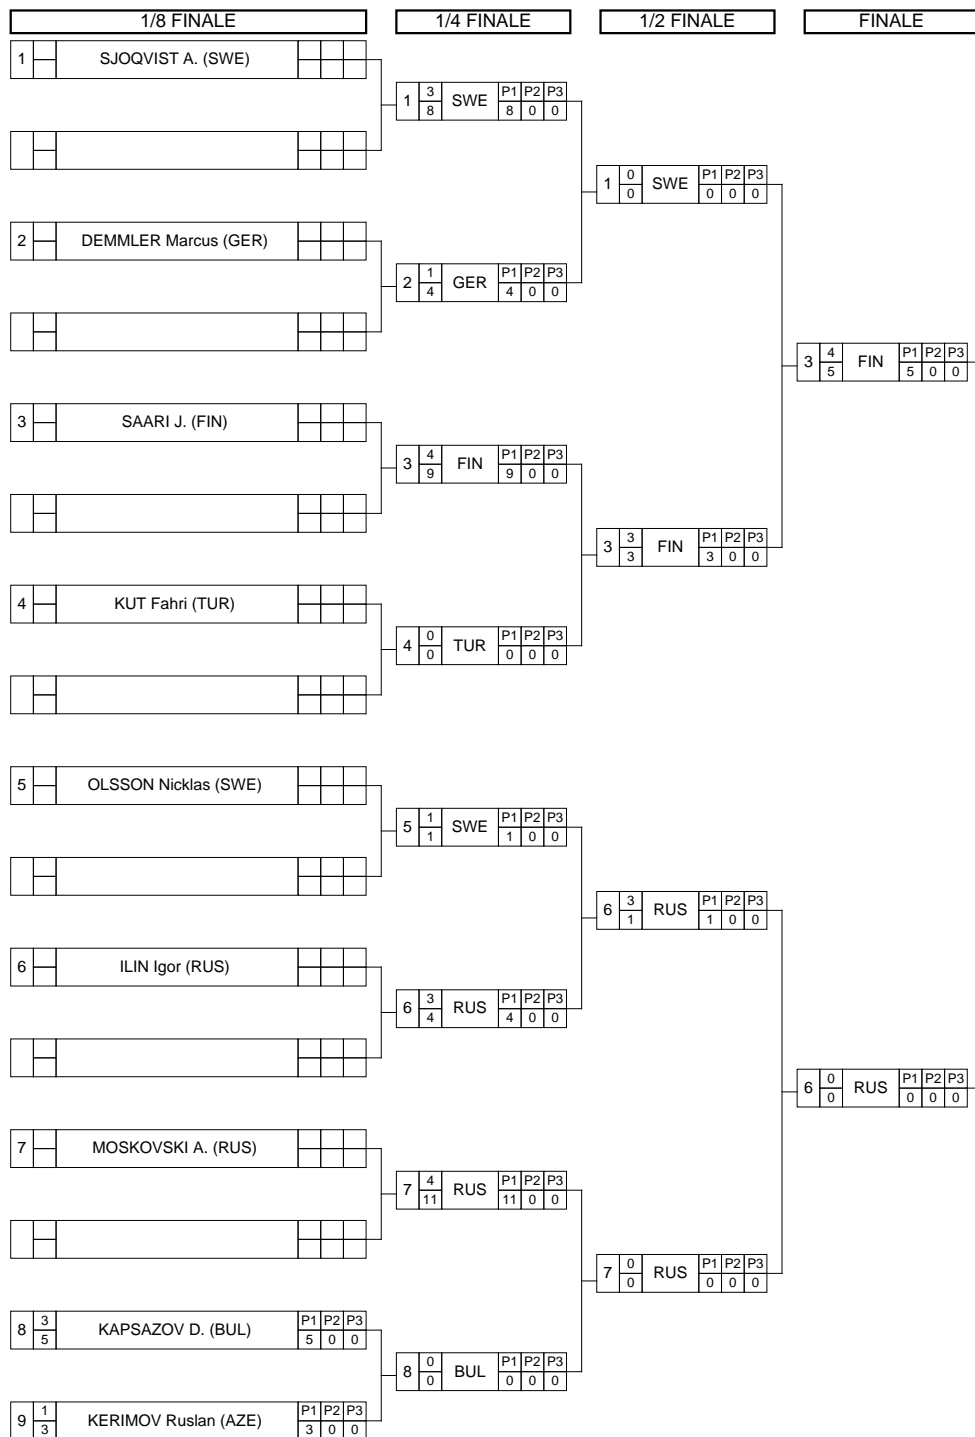 1/8 FINALE
1/4 FINALE
1/2 FINALE
FINALE
1 SJOQVIST A. (SWE)
1 3 8 SWE P1 P2 P3 8 0 0
1 0 0 SWE P1 P2 P3 0 0 0
2 DEMMLER Marcus (GER)
2 1 4 GER P1 P2 P3 4 0 0
3 4 5 FIN P1 P2 P3 5 0 0
3 SAARI J. (FIN)
3 4 9 FIN P1 P2 P3 9 0 0
3 3 3 FIN P1 P2 P3 3 0 0
4 KUT Fahri (TUR)
4 0 0 TUR P1 P2 P3 0 0 0
5 OLSSON Nicklas (SWE)
5 1 1 SWE P1 P2 P3 1 0 0
6 3 1 RUS P1 P2 P3 1 0 0
6 ILIN Igor (RUS)
6 3 4 RUS P1 P2 P3 4 0 0
6 0 0 RUS P1 P2 P3 0 0 0
7 MOSKOVSKI A. (RUS)
7 4 11 RUS P1 P2 P3 11 0 0
7 0 0 RUS P1 P2 P3 0 0 0
8 3 5 KAPSAZOV D. (BUL) P1 P2 P3 5 0 0
8 0 0 BUL P1 P2 P3 0 0 0
9 1 3 KERIMOV Ruslan (AZE) P1 P2 P3 3 0 0